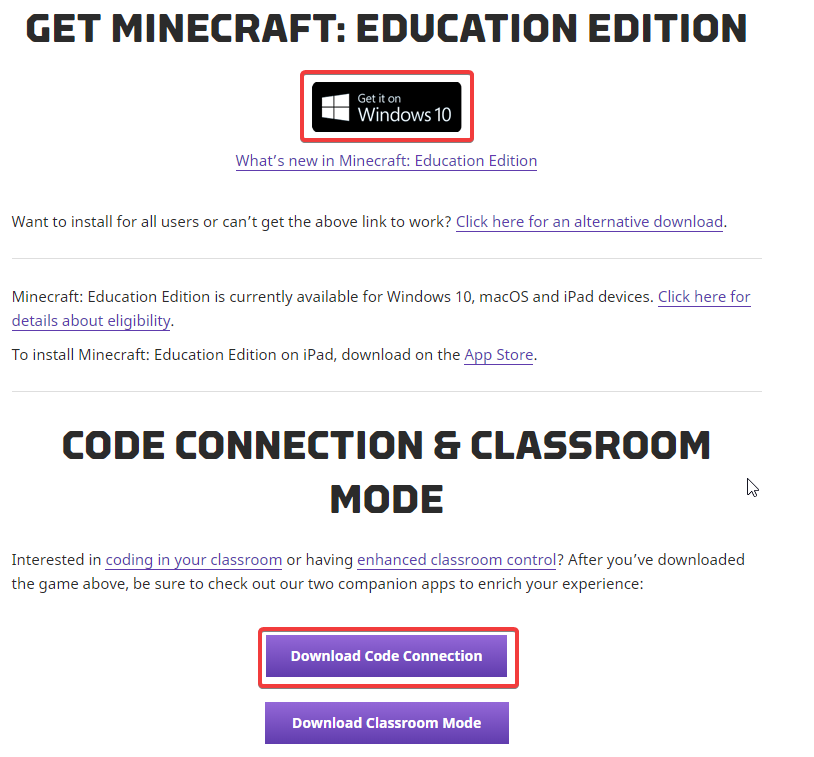 GET MINECRAFT: EDUCATION EDITION
Get it on
Windows 10
What’s new in Minecraft: Education Edition
Want to install for all users or can’t get the above link to work? Click here for an alternative download.
Minecraft: Education Edition is currently available for Windows 10, macOS and iPad devices. Click here for
details about eligibility.
To install Minecraft: Education Edition on iPad, download on the App Store.
CODE CONNECTION & CLASSROOM
MODE
Interested in coding in your classroom or having enhanced classroom control? After you’ve downloaded
the game above, be sure to check out our two companion apps to enrich your experience:
Download Code Connection
Download Classroom Mode